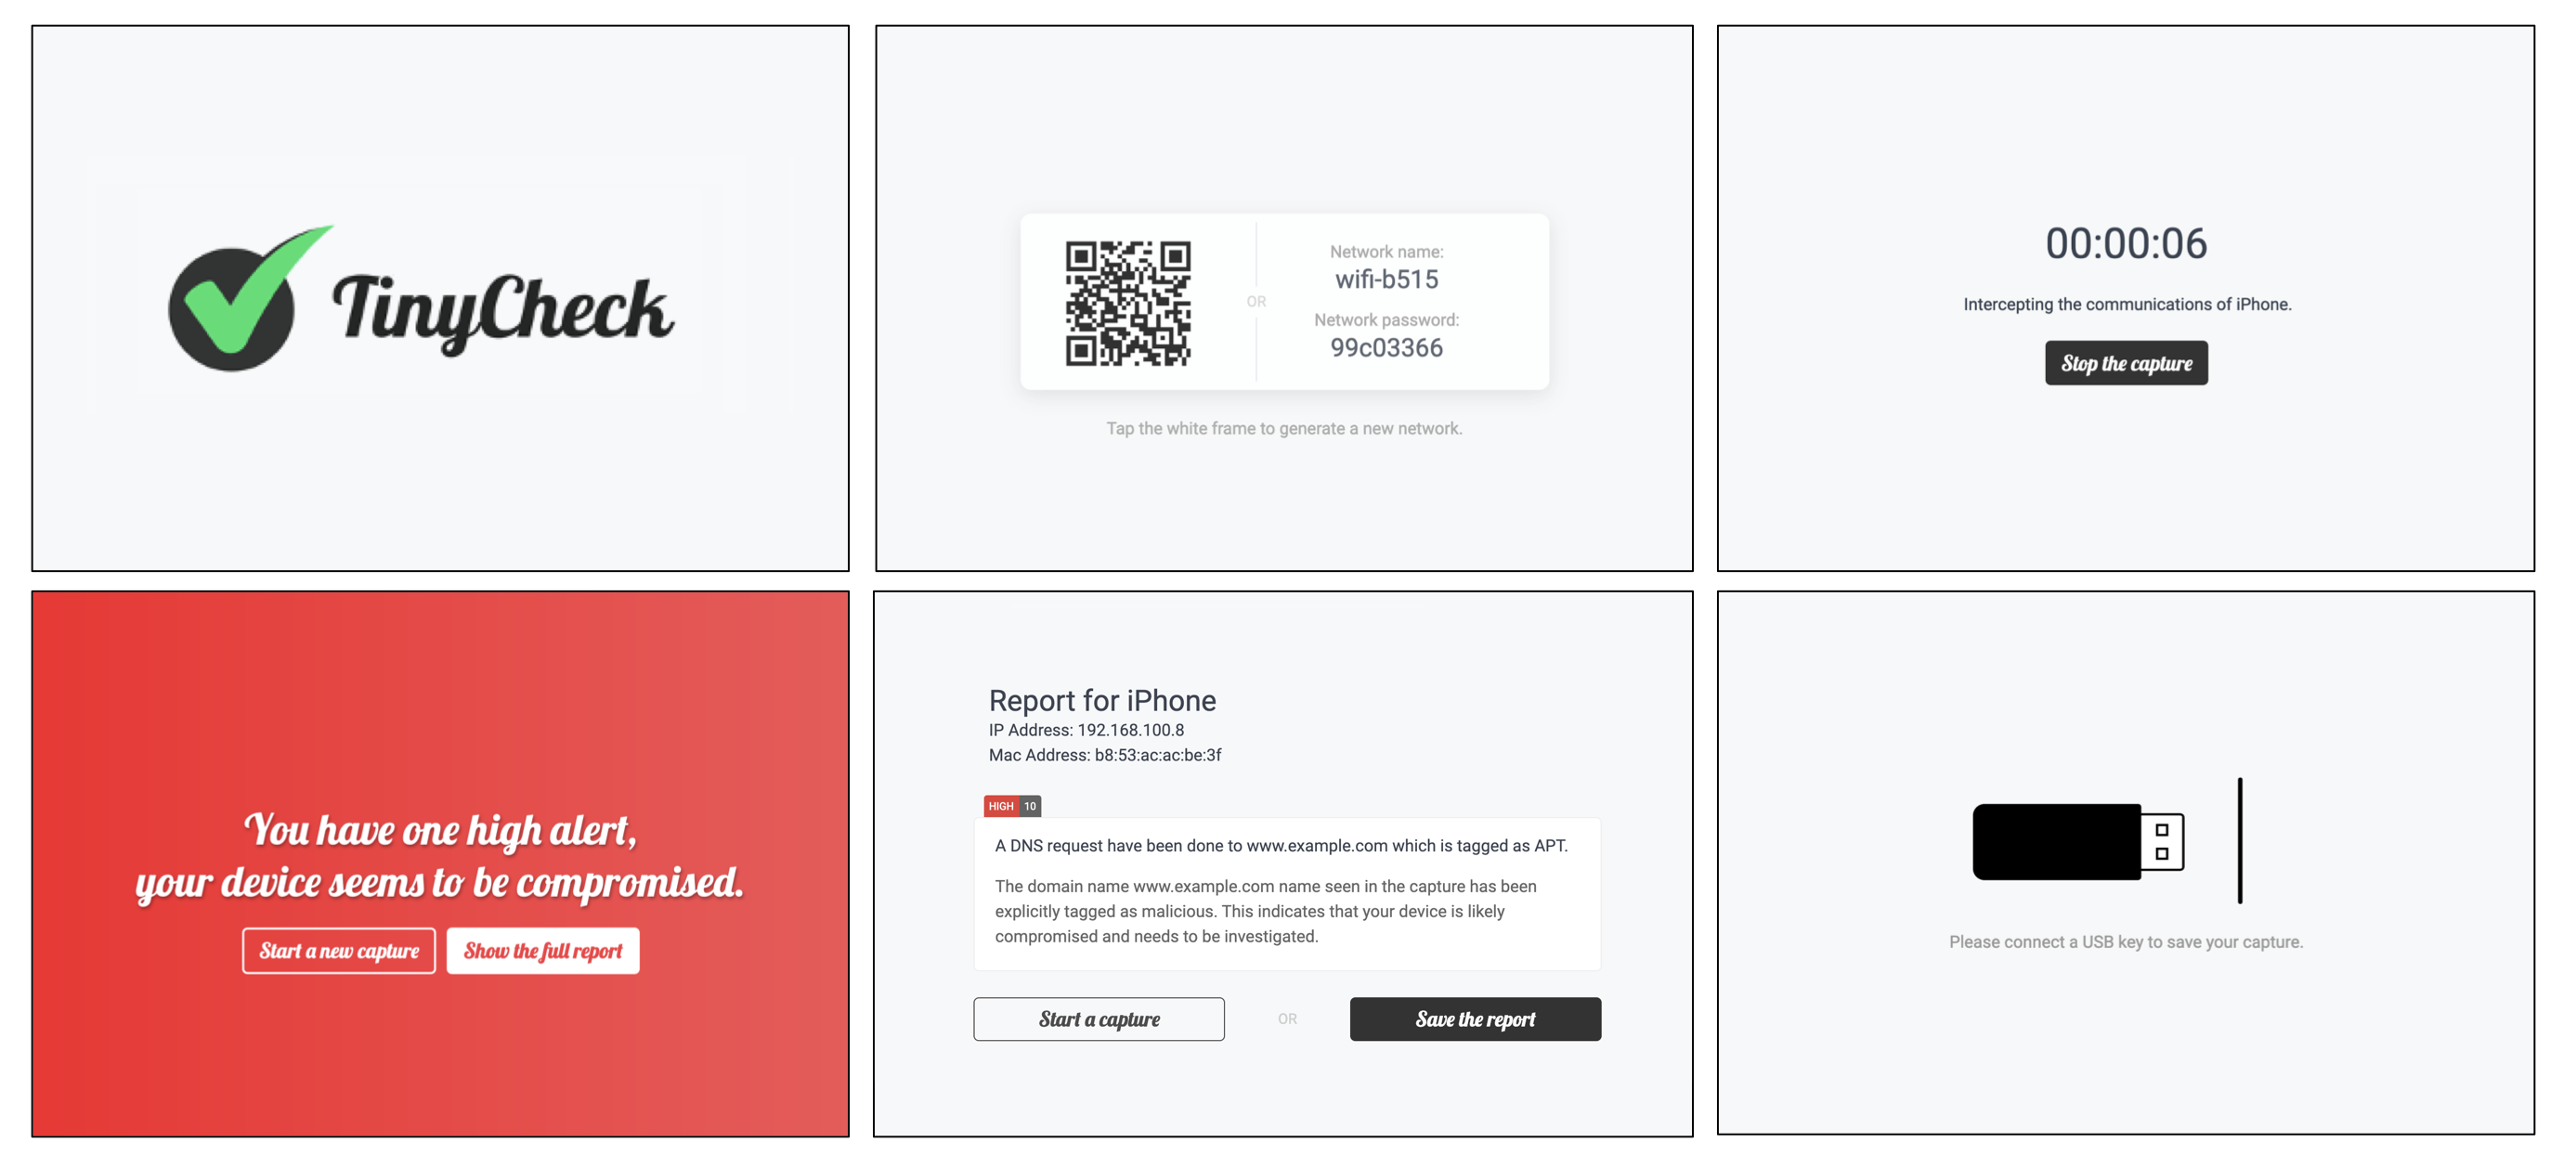 TinyCheck
OR
Network name:
wifi-b515
Network password:
99c03366
Tap the white frame to generate a new network.
00:00:06
Intercepting the communications of iPhone.
Stop the capture
You have one high alert,
your device seems to be compromised.
Start a new capture
Show the full report
Report for iPhone
IP Address: 192.168.100.8
Mac Address: b8:53:ac:ac:be:3f
HIGH 10
A DNS request have been done to www.example.com which is tagged as APT.
The domain name www.example.com name seen in the capture has been
explicitly tagged as malicious. This indicates that your device is likely
compromised and needs to be investigated.
Start a capture
OR
Save the report
Please connect a USB key to save your capture.